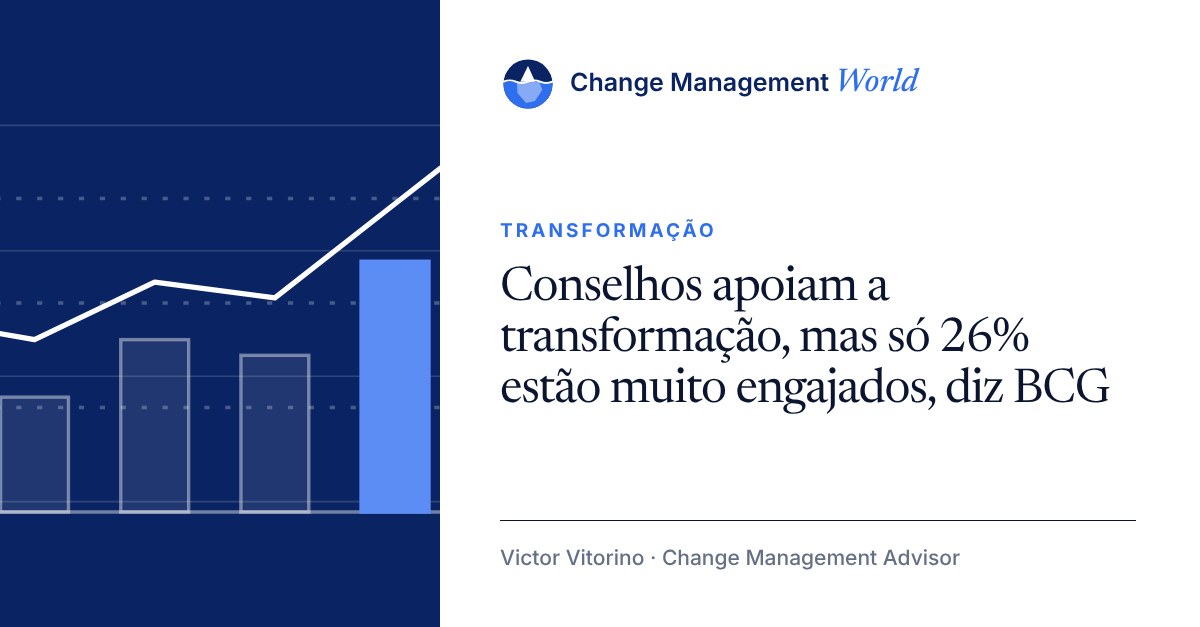 Change Management World
TRANSFORMAÇÃO
Conselhos apoiam a
transformação, mas só 26%
estão muito engajados, diz BCG
Victor Vitorino · Change Management Advisor